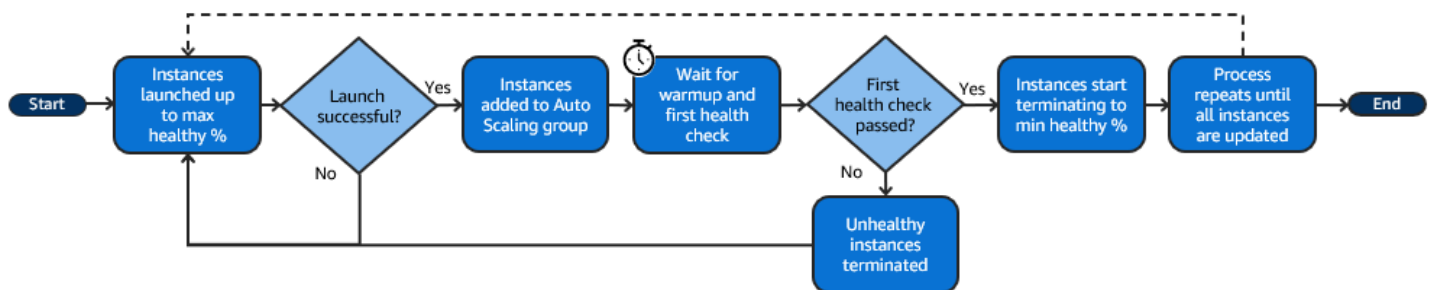 Start
Instances
launched up
to max
healthy %
Launch
successful?
Yes
No
Instances
added to Auto
Scaling group
Wait for
warmup and
first health
check
First
health check
passed?
Yes
No
Unhealthy
instances
terminated
Instances start
terminating to
min healthy %
Process
repeats until
all instances
are updated
End